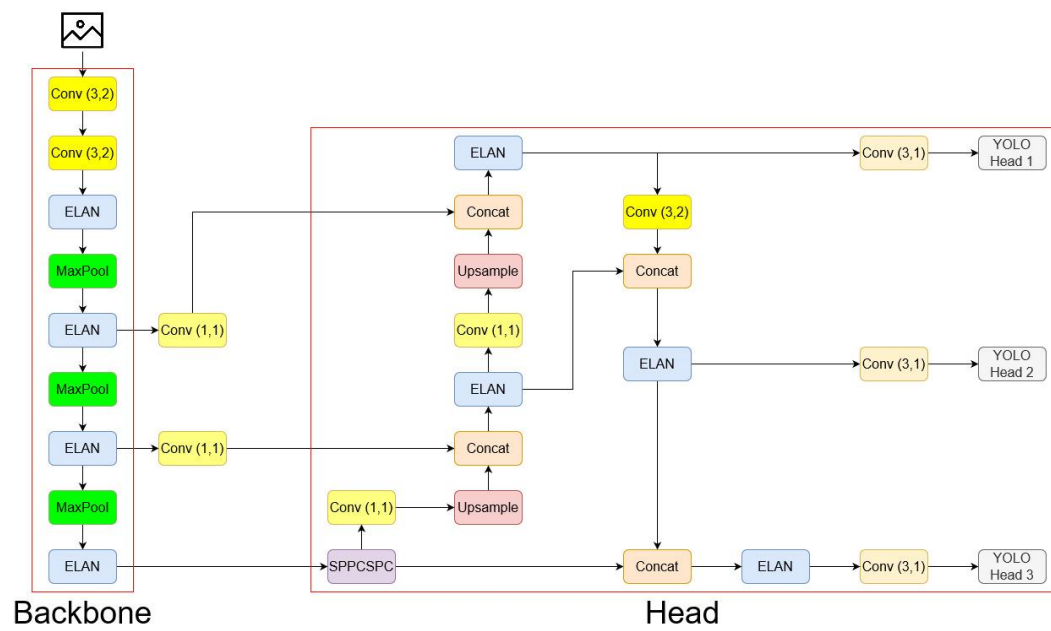 Conv (3,2)
Conv (3,2)
ELAN
MaxPool
ELAN
MaxPool
ELAN
MaxPool
ELAN
Backbone
Conv (1,1)
Conv (1,1)
ELAN
Concat
Upsample
Conv (1,1)
ELAN
Concat
Conv (1,1)
Upsample
SPPCSPC
Conv (3,2)
Concat
ELAN
Concat
ELAN
Conv (3,1)
YOLO
Head 1
Conv (3,1)
YOLO
Head 2
Conv (3,1)
YOLO
Head 3
Head